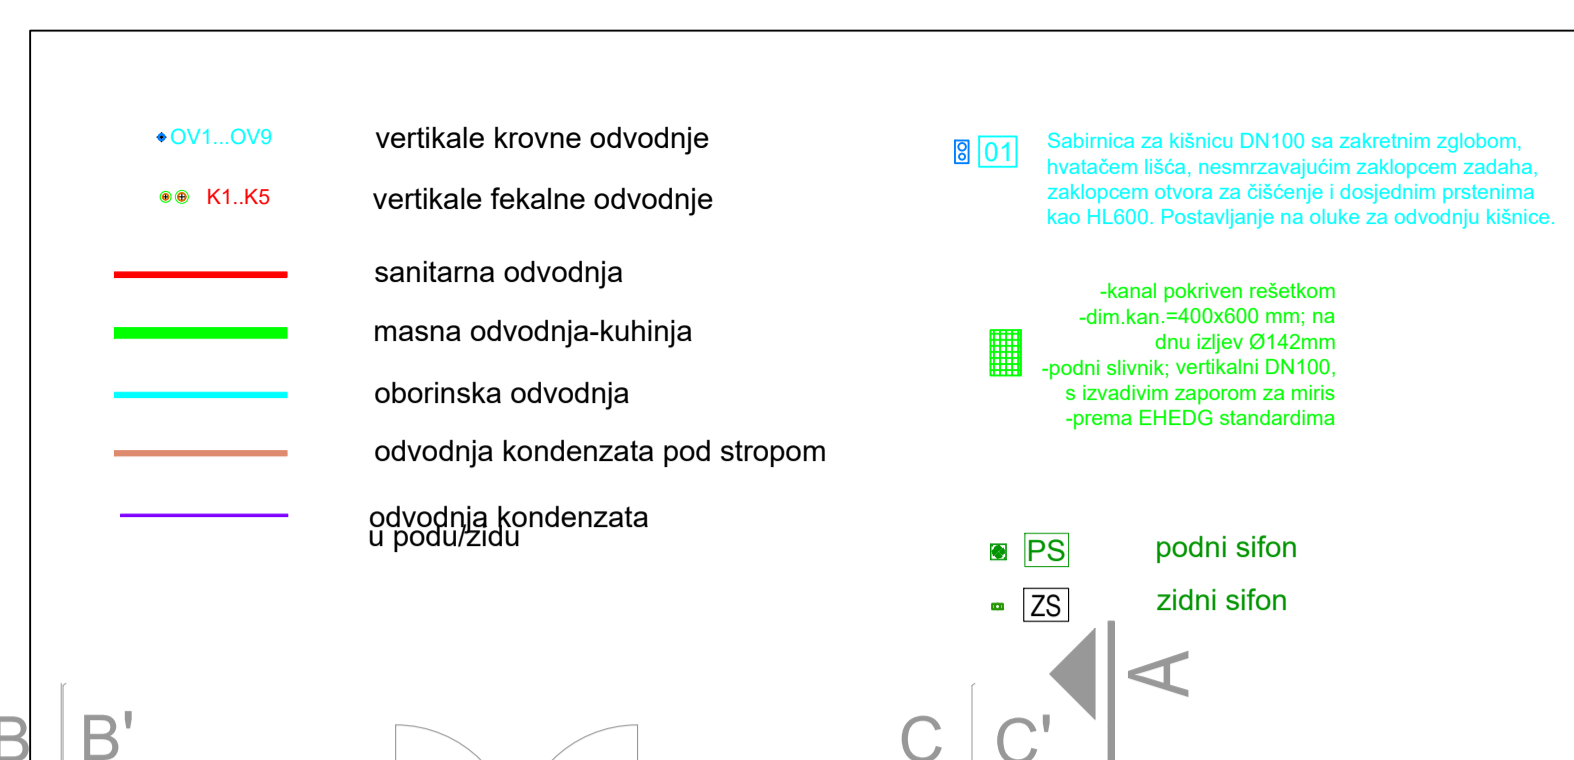 OV1...OV9
vertikale krovne odvodnje
K1..K5
vertikale fekalne odvodnje
sanitarna odvodnja
masna odvodnja-kuhinja
oborinska odvodnja
odvodnja kondenzata pod stropom
odvodnja kondenzata
u podu/zidu
01
Sabirnica za kišnicu DN100 sa zakretnim zglobom,
hvatačem lišća, nesmrzavajućim zaklopcem zadaha,
zaklopcem otvora za čišćenje i dosjednim prstenima
kao HL600. Postavljanje na oluke za odvodnju kišnice.
-kanal pokriven rešetkom
-dim.kan.=400x600 mm; na
dnu izljev Ø142mm
-podni slivnik; vertikalni DN100,
s izvadivim zaporom za miris
-prema EHEDG standardima
PS
podni sifon
ZS
zidni sifon
A
B
B'
C
C'